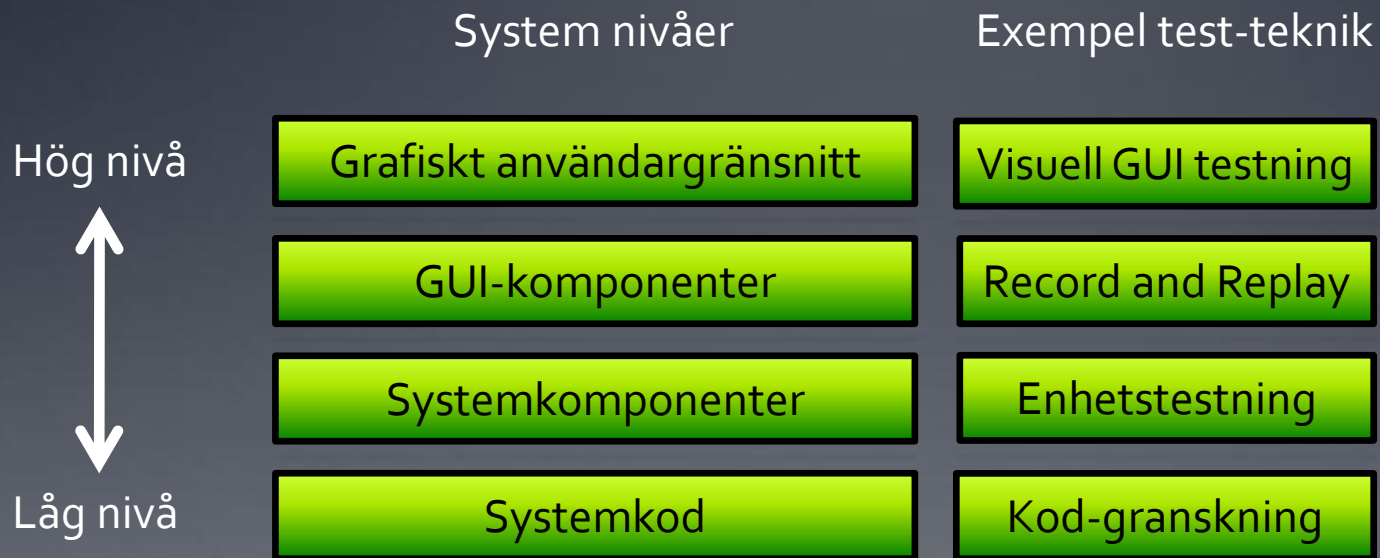 System nivåer
Exempel test-teknik
Hög nivå
Grafiskt användargränsnitt
Visuell GUI testning
GUI-komponenter
Record and Replay
Systemkomponenter
Enhetstestning
Låg nivå
Systemkod
Kod-granskning